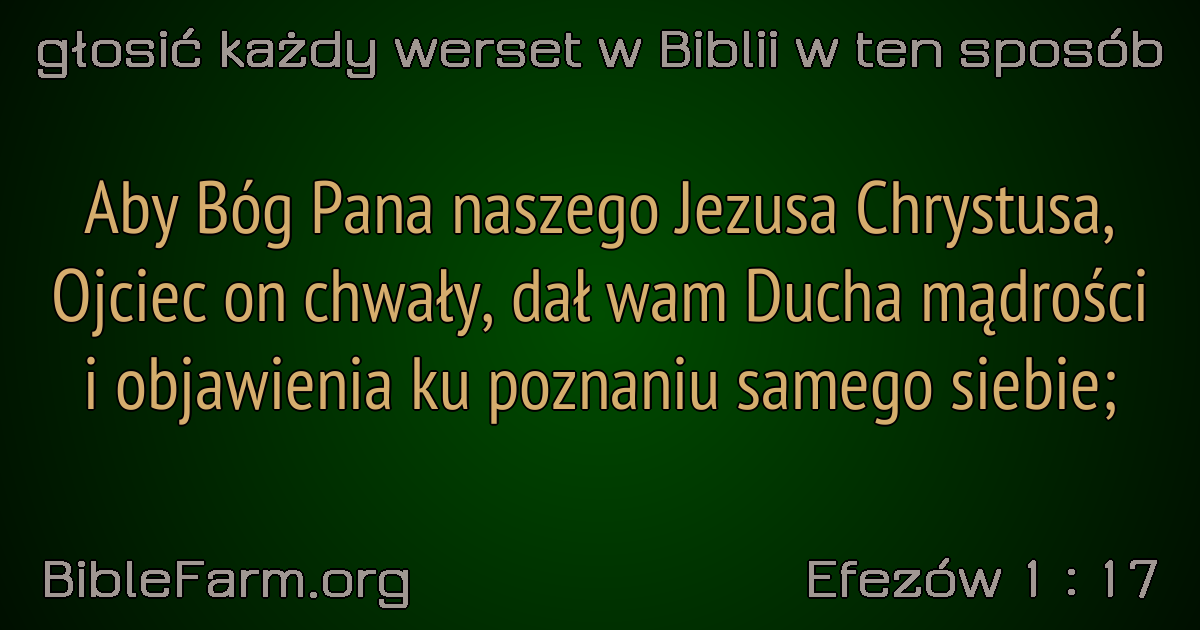 głosić każdy werset w Biblii w ten sposób
Aby Bóg Pana naszego Jezusa Chrystusa,
Ojciec on chwały, dał wam Ducha mądrości
i objawienia ku poznaniu samego siebie;
BibleFarm.org
Efezów 1 : 17